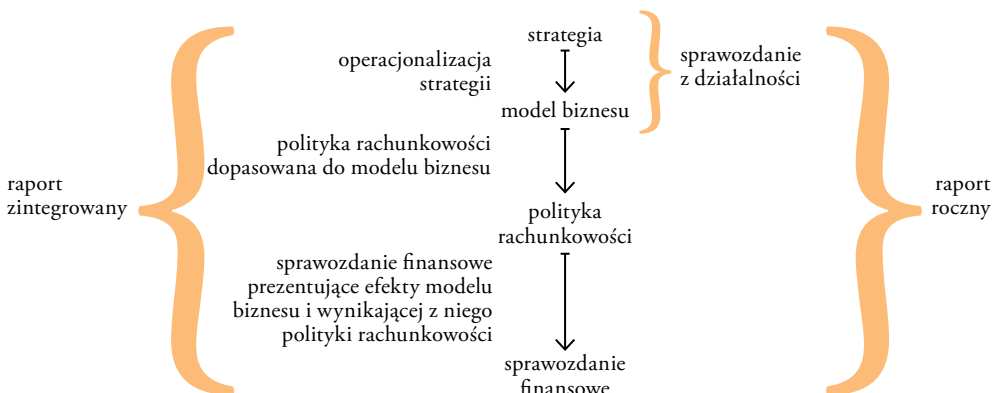 strategia
operacjonalizacja
strategii
sprawozdanie
z działalności
model biznesu
polityka rachunkowości
dopasowana do modelu biznesu
raport
zintegrowany
raport
roczny
polityka
rachunkowości
sprawozdanie finansowe
prezentujące efekty modelu
biznesu i wynikającej z niego
polityki rachunkowości
sprawozdanie
finansowe